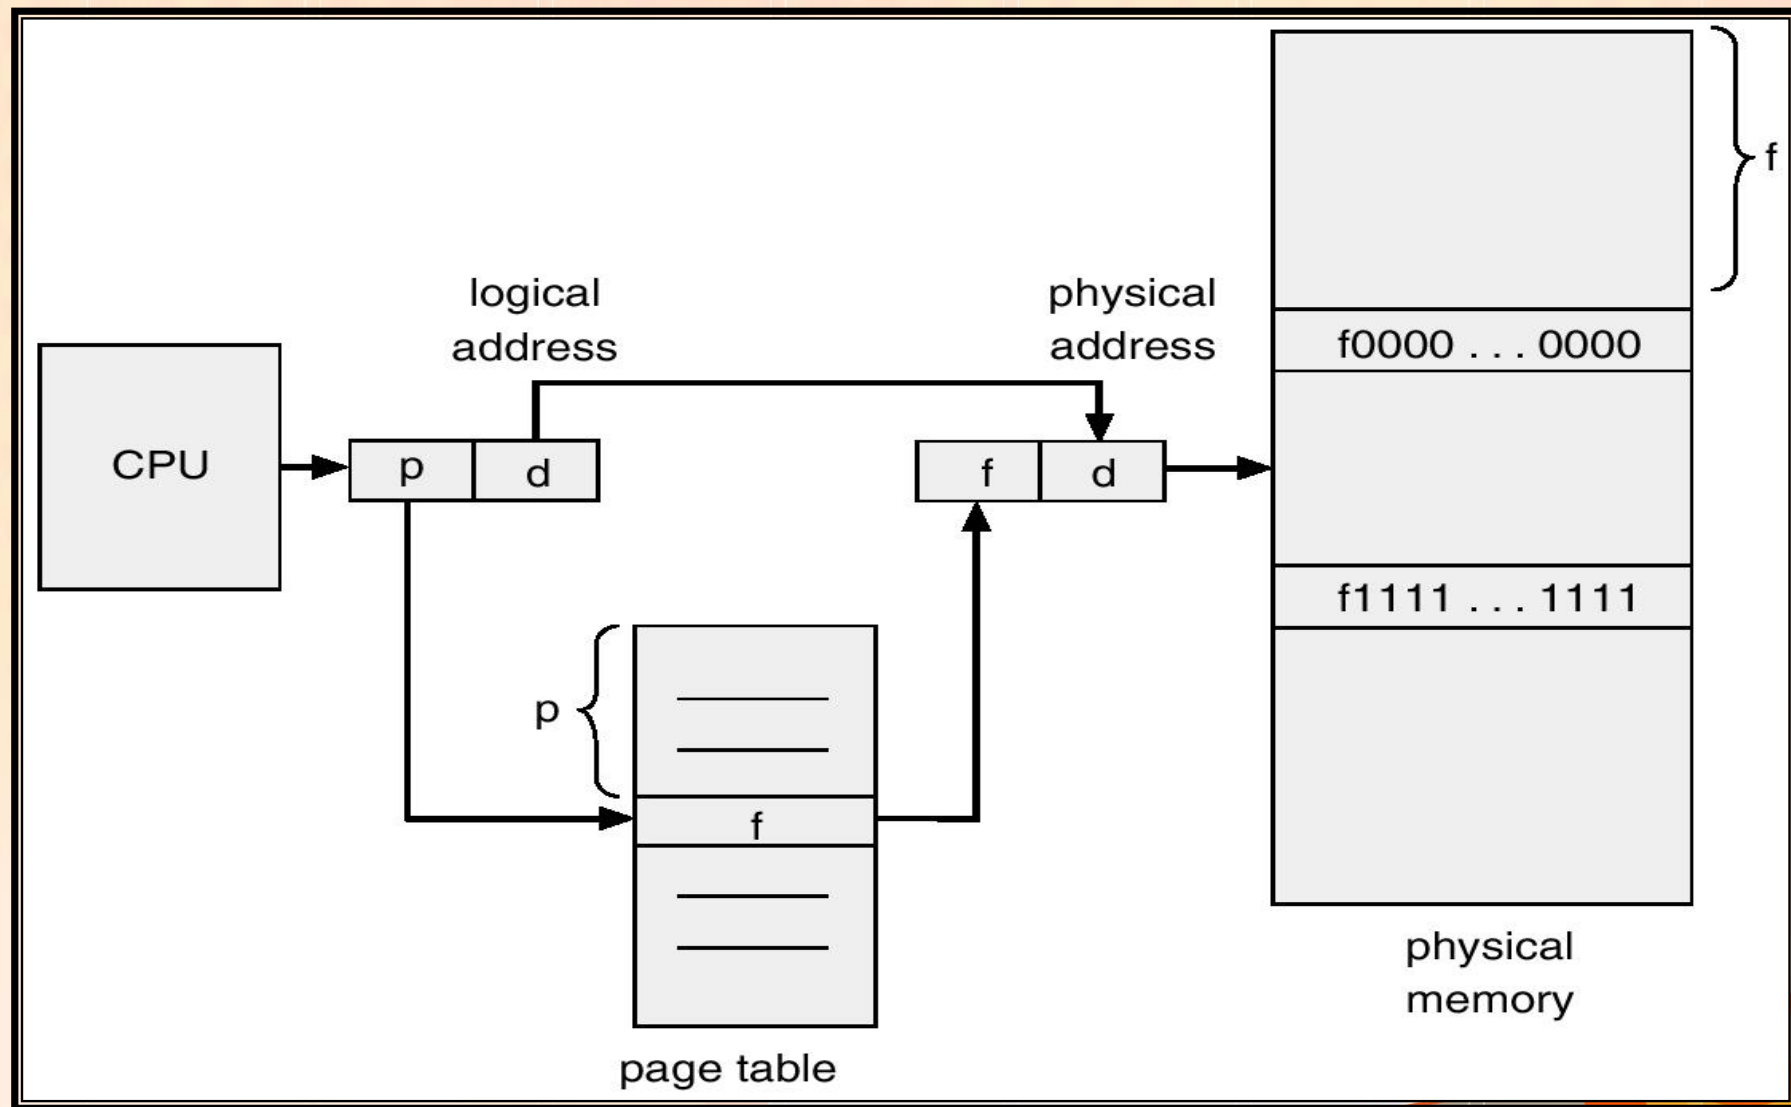 f
logical
address
physical
address
f0000 . . . 0000
CPU
p
d
f
d
f1111 . . . 1111
p
f
physical
memory
page table